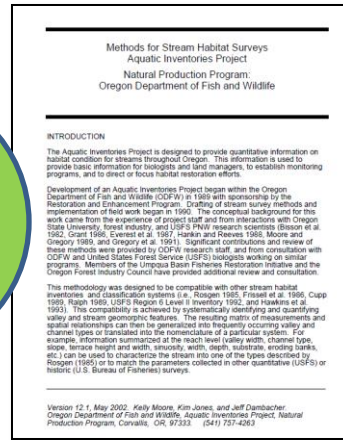 Methods for Stream Habitat Surveys
Aquatic Inventories Project
Natural Production Program:
Oregon Department of Fish and Wildlife
INTRODUCTION
The Aquatic Inventories Project is designed to provide quantitative information on
habitat condition for streams throughout Oregon. This information is used to
provide basic information for biologists and land managers, to establish monitoring
programs, and to direct or focus habitat restoration efforts.
Development of an Aquatic Inventories Project began within the Oregon
Department of Fish and Wildlife (ODFW) in 1989 with sponsorship by the
Restoration and Enhancement Program. Drafting of stream survey methods and
implementation of field work began in 1990. The conceptual background for this
work came from the experience of project staff and from interactions with Oregon
State University, forest industry, and USFS PNW research scientists (Bisson et al.
1982, Grant 1986, Everest et al. 1987, Hankin and Reeves 1988, Moore and
Gregory 1989, and Gregory et al. 1991). Significant contributions and review of
these methods were provided by ODFW research staff, and from consultation with
ODFW and United States Forest Service (USFS) biologists working on similar
programs. Members of the Umpqua Basin Fisheries Restoration Initiative and the
Oregon Forest Industry Council have provided additional review and consultation.
This methodology was designed to be compatible with other stream habitat
inventories and classification systems (i.e., Rosgen 1985, Frissell et al. 1986, Cupp
1989, Ralph 1989, USFS Region 6 Level II Inventory 1992, and Hawkins et al.
1993). This compatibility is achieved by systematically identifying and quantifying
valley and stream geomorphic features. The resulting matrix of measurements and
spatial relationships can then be generalized into frequently occurring valley and
channel types or translated into the nomenclature of a particular system. For
example, information summarized at the reach level (valley width, channel type,
slope, terrace height and width, sinuosity, width, depth, substrate, eroding banks,
etc.) can be used to characterize the stream into one of the types described by
Rosgen (1985) or to match the parameters collected in other quantitative (USFS) or
historic (U.S. Bureau of Fisheries) surveys.
Version 12.1, May 2002. Kelly Moore, Kim Jones, and Jeff Dambacher.
Oregon Department of Fish and Wildlife, Aquatic Inventories Project, Natural
Production Program, Corvallis, OR, 97333. (541) 757-4263